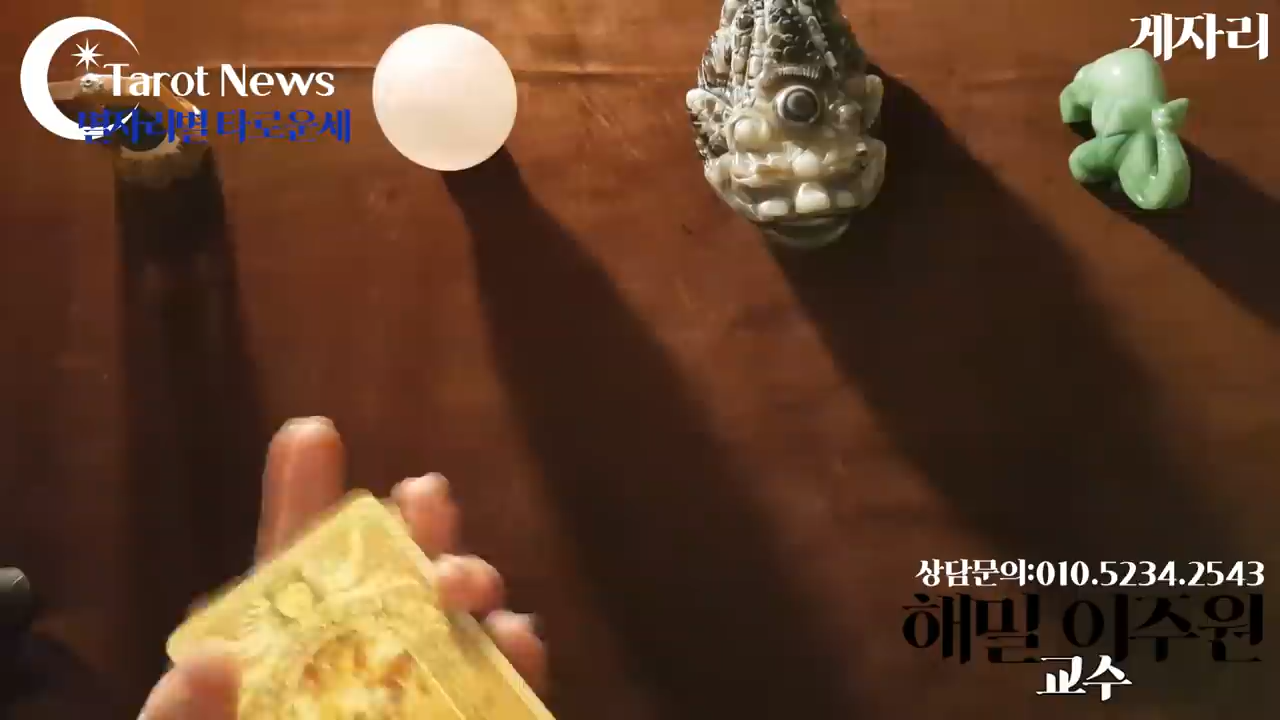 Tarot News
별자리별 타로운세
게자리
상담문의:010.5234.2543
해밀 이주원
교수